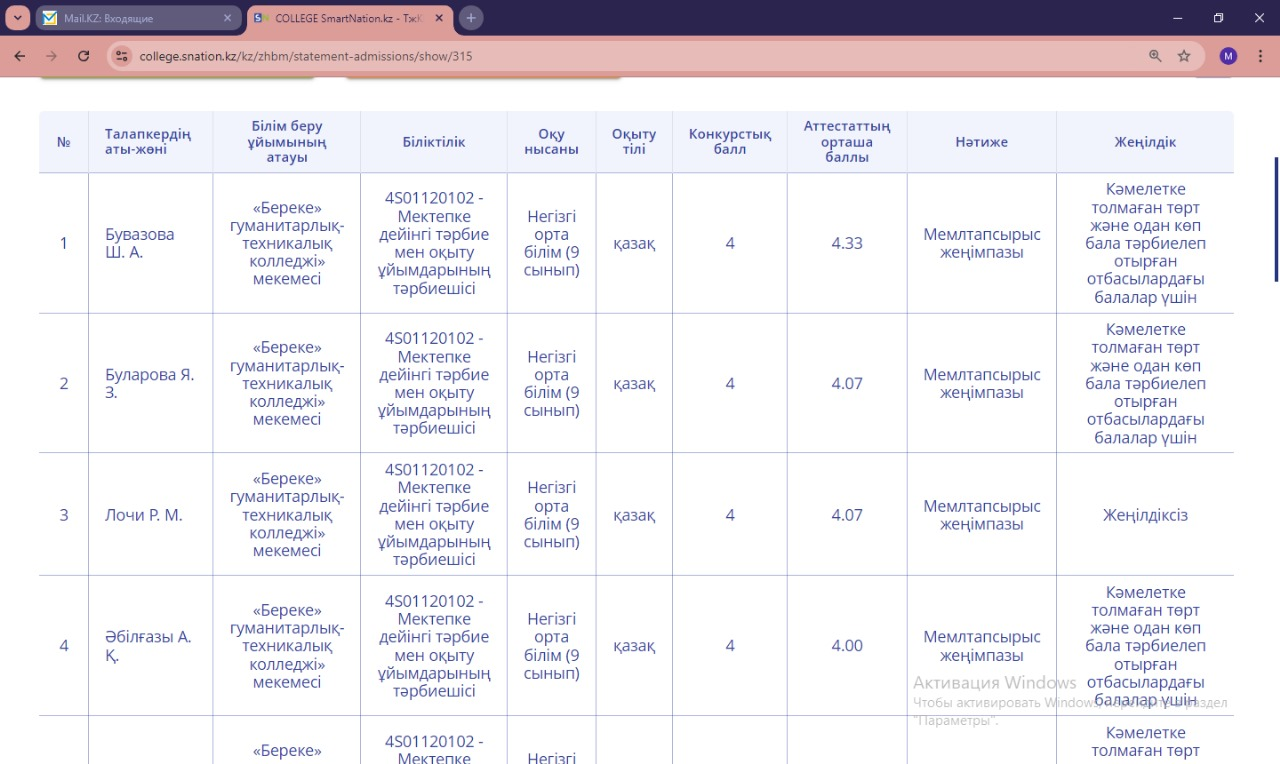 Mail.KZ: Входящие
COLLEGE SmartNation.kz - ТжК
college.snation.kz/kz/zhbm/statement-admissions/show/315
M
№
Талапкердің
аты-жөні
Білім беру
ұйымының
атауы
Біліктілік
Оқу
нысаны
Оқыту
тілі
Конкурстық
балл
Аттестаттың
орташа
баллы
Нәтиже
Жеңілдік
1
Бувазова
Ш. А.
«Береке»
гуманитарлық-
техникалық
колледжі»
мекемесі
4S01120102 -
Мектепке
дейінгі тәрбие
мен оқыту
ұйымдарының
тәрбиешісі
Негізгі
орта
білім (9
сынып)
қазақ
4
4.33
Мемлтапсырыс
жеңімпазы
Кәмелетке
толмаған төрт
және одан көп
бала тәрбиелеп
отырған
отбасылардағы
балалар үшін
2
Буларова Я.
З.
«Береке»
гуманитарлық-
техникалық
колледжі»
мекемесі
4S01120102 -
Мектепке
дейінгі тәрбие
мен оқыту
ұйымдарының
тәрбиешісі
Негізгі
орта
білім (9
сынып)
қазақ
4
4.07
Мемлтапсырыс
жеңімпазы
Кәмелетке
толмаған төрт
және одан көп
бала тәрбиелеп
отырған
отбасылардағы
балалар үшін
3
Лочи Р. М.
«Береке»
гуманитарлық-
техникалық
колледжі»
мекемесі
4S01120102 -
Мектепке
дейінгі тәрбие
мен оқыту
ұйымдарының
тәрбиешісі
Негізгі
орта
білім (9
сынып)
қазақ
4
4.07
Мемлтапсырыс
жеңімпазы
Жеңілдіксіз
4
Әбілғазы А.
Қ.
«Береке»
гуманитарлық-
техникалық
колледжі»
мекемесі
4S01120102 -
Мектепке
дейінгі тәрбие
мен оқыту
ұйымдарының
тәрбиешісі
Негізгі
орта
білім (9
сынып)
қазақ
4
4.00
Мемлтапсырыс
жеңімпазы
Кәмелетке
толмаған төрт
және одан көп
бала тәрбиелеп
отырған
отбасылардағы
балалар үшін
Активация Windows
Чтобы активировать Windows, перейдите в раздел
"Параметры".
«Береке»
4S01120102 -
Мектепке
Негізгі
Кәмелетке
толмаған төрт